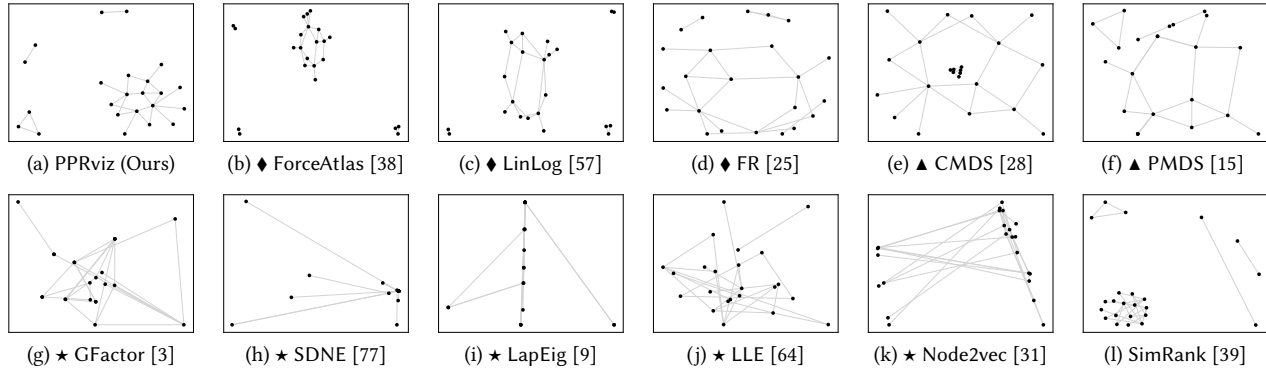 (a) PPRviz (Ours) (b) ♦ ForceAtlas [38] (c) ♦ LinLog [57] (d) ♦ FR [25] (e) ▲ CMDS [28] (f) ▲ PMDS [15]
(g) ★ GFactor [3] (h) ★ SDNE [77] (i) ★ LapEig [9] (j) ★ LLE [64] (k) ★ Node2vec [31] (l) SimRank [39]